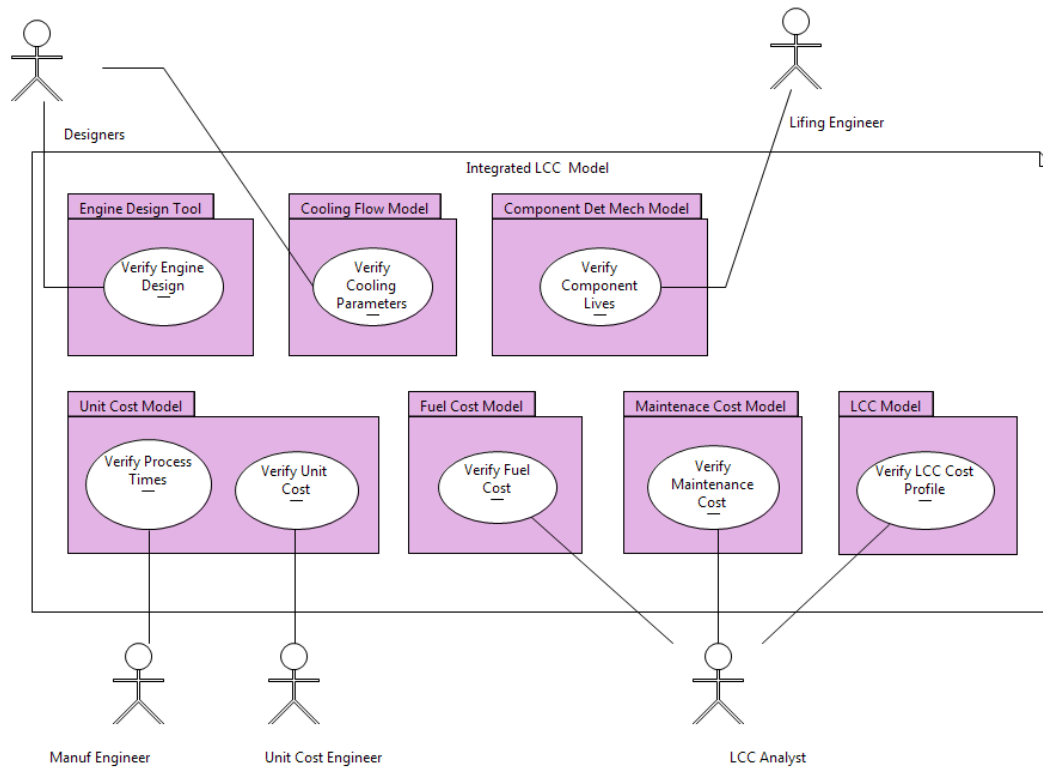 Designers
Lifing Engineer
Integrated LCC Model
Engine Design Tool
Cooling Flow Model
Component Det Mech Model
Verify Engine
Design
Verify
Cooling
Parameters
Verify
Component
Lives
Unit Cost Model
Fuel Cost Model
Maintenace Cost Model
LCC Model
Verify Process
Times
Verify Unit
Cost
Verify Fuel
Cost
Verify
Maintenance
Cost
Verify LCC Cost
Profile
Manuf Engineer
Unit Cost Engineer
LCC Analyst